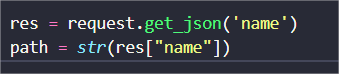 res = request.get_json('name')
path = str(res["name"])